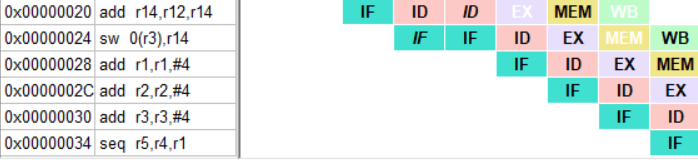 0x00000020 add r14,r12,r14 IF ID ID EX MEM WB
0x00000024 sw 0(r3),r14 IF IF ID EX MEM WB
0x00000028 add r1,r1,#4 IF ID EX MEM
0x0000002C add r2,r2,#4 IF ID EX
0x00000030 add r3,r3,#4 IF ID
0x00000034 seq r5,r4,r1 IF